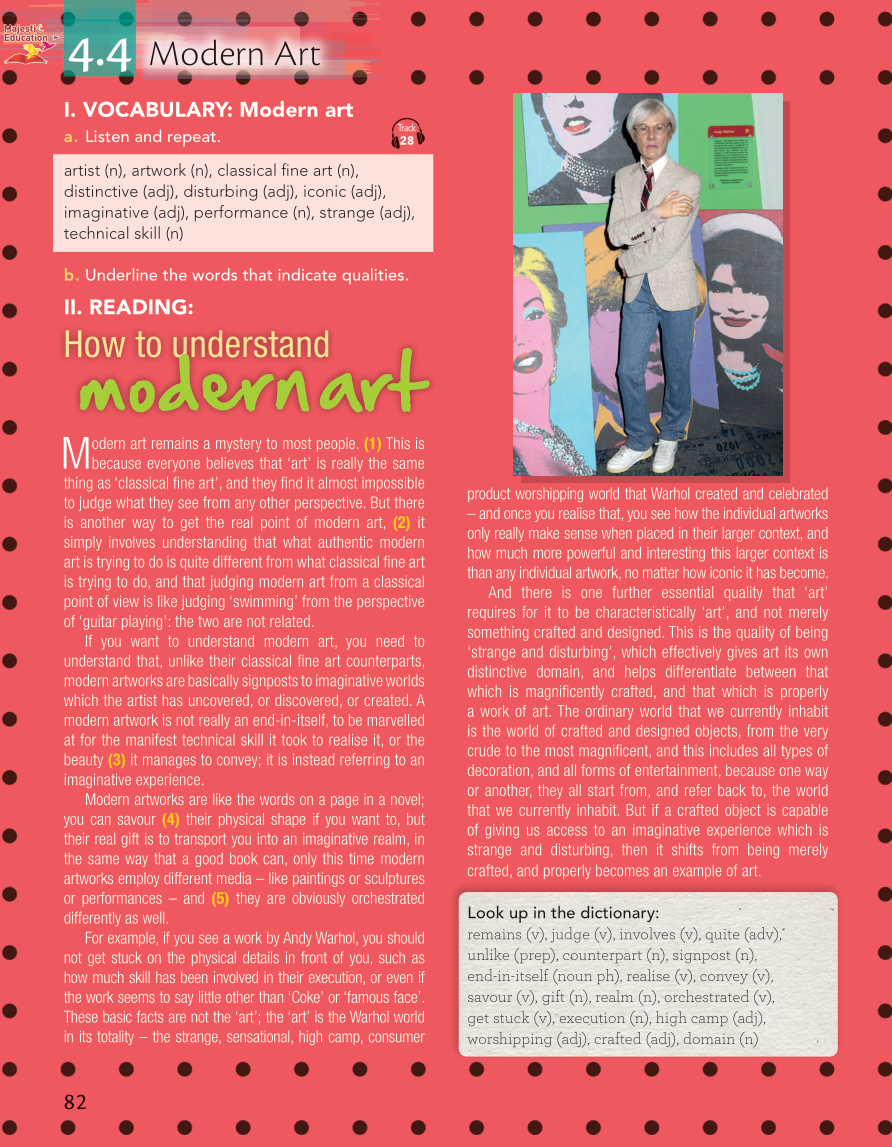 Majestic
Education
4.4 Modern Art
I. VOCABULARY: Modern art
a. Listen and repeat.
Track
28
artist (n), artwork (n), classical fine art (n),
distinctive (adj), disturbing (adj), iconic (adj),
imaginative (adj), performance (n), strange (adj),
technical skill (n)
b. Underline the words that indicate qualities.
II. READING:
How to understand
modern art
Modern art remains a mystery to most people. (1) This is
because everyone believes that ‘art’ is really the same
thing as ‘classical fine art’, and they find it almost impossible
to judge what they see from any other perspective. But there
is another way to get the real point of modern art, (2) it
simply involves understanding that what authentic modern
art is trying to do is quite different from what classical fine art
is trying to do, and that judging modern art from a classical
point of view is like judging ‘swimming’ from the perspective
of ‘guitar playing’: the two are not related.
If you want to understand modern art, you need to
understand that, unlike their classical fine art counterparts,
modern artworks are basically signposts to imaginative worlds
which the artist has uncovered, or discovered, or created. A
modern artwork is not really an end-in-itself, to be marvelled
at for the manifest technical skill it took to realise it, or the
beauty (3) it manages to convey; it is instead referring to an
imaginative experience.
Modern artworks are like the words on a page in a novel;
you can savour (4) their physical shape if you want to, but
their real gift is to transport you into an imaginative realm, in
the same way that a good book can, only this time modern
artworks employ different media – like paintings or sculptures
or performances – and (5) they are obviously orchestrated
differently as well.
For example, if you see a work by Andy Warhol, you should
not get stuck on the physical details in front of you, such as
how much skill has been involved in their execution, or even if
the work seems to say little other than ‘Coke’ or ‘famous face’.
These basic facts are not the ‘art’; the ‘art’ is the Warhol world
in its totality – the strange, sensational, high camp, consumer
Andy Warhol
product worshipping world that Warhol created and celebrated
– and once you realise that, you see how the individual artworks
only really make sense when placed in their larger context, and
how much more powerful and interesting this larger context is
than any individual artwork, no matter how iconic it has become.
And there is one further essential quality that ‘art’
requires for it to be characteristically ‘art’, and not merely
something crafted and designed. This is the quality of being
‘strange and disturbing’, which effectively gives art its own
distinctive domain, and helps differentiate between that
which is magnificently crafted, and that which is properly
a work of art. The ordinary world that we currently inhabit
is the world of crafted and designed objects, from the very
crude to the most magnificent, and this includes all types of
decoration, and all forms of entertainment, because one way
or another, they all start from, and refer back to, the world
that we currently inhabit. But if a crafted object is capable
of giving us access to an imaginative experience which is
strange and disturbing, then it shifts from being merely
crafted, and properly becomes an example of art.
Look up in the dictionary:
remains (v), judge (v), involves (v), quite (adv),
unlike (prep), counterpart (n), signpost (n),
end-in-itself (noun ph), realise (v), convey (v),
savour (v), gift (n), realm (n), orchestrated (v),
get stuck (v), execution (n), high camp (adj),
worshipping (adj), crafted (adj), domain (n)
82